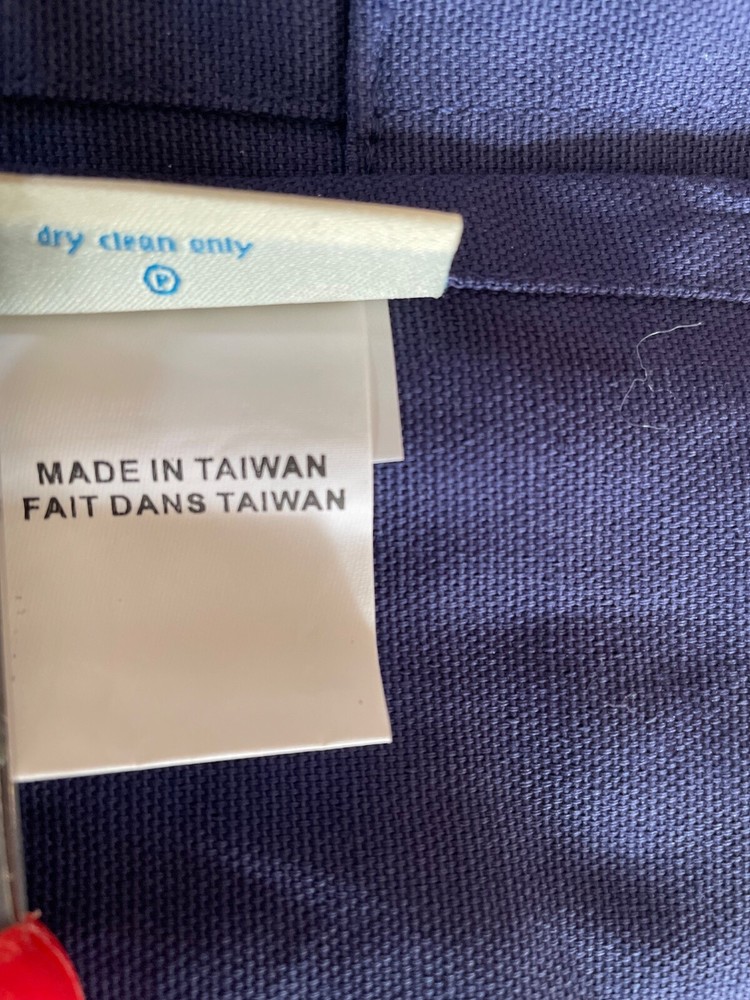 dry clean only
P
MADE IN TAIWAN
FAIT DANS TAIWAN